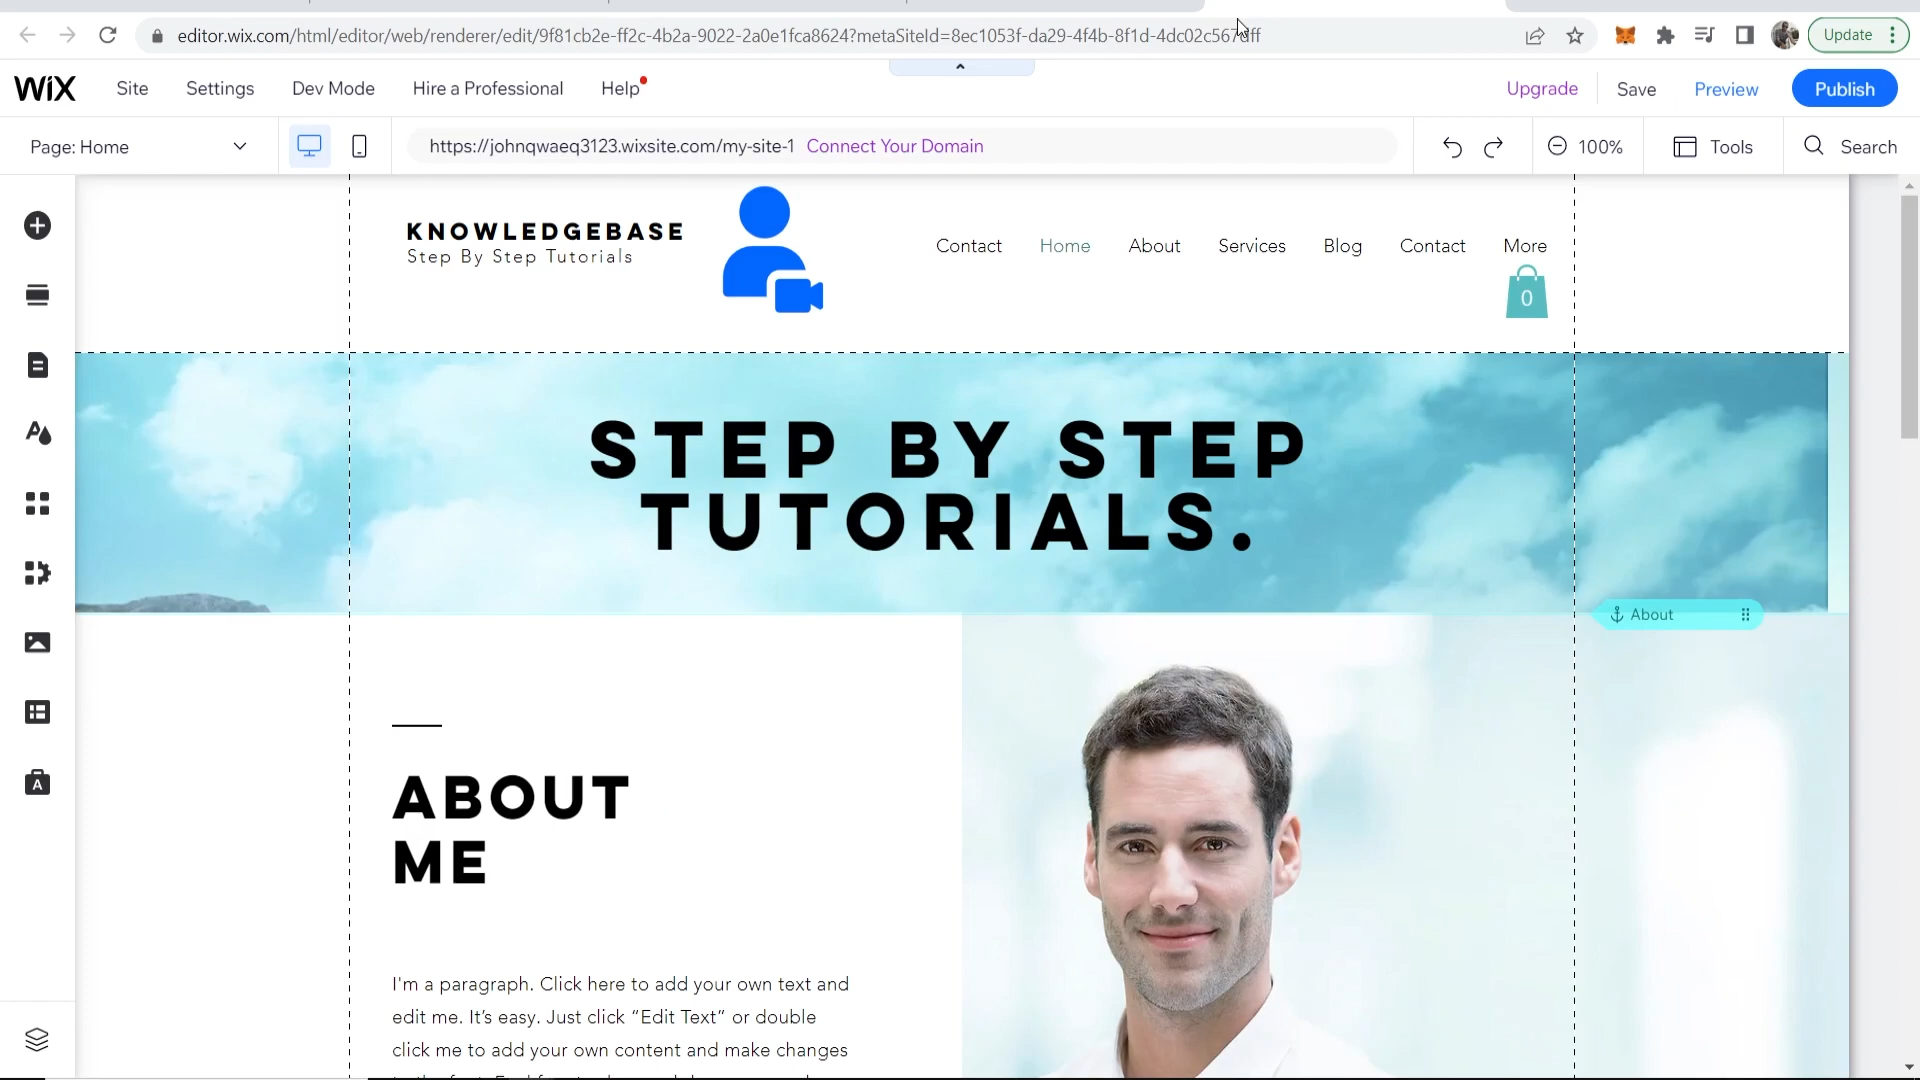 editor.wix.com/html/editor/web/renderer/edit/9f81cb2e-ff2c-4b2a-9022-2a0e1fca8624?metaSiteId=8ec1053f-da29-4f4b-8f1d-4dc02c567dff
Update
WiX Site Settings Dev Mode Hire a Professional Help Upgrade Save Preview Publish
Page: Home https://johnqwaeq3123.wixsite.com/my-site-1 Connect Your Domain 100% Tools Search
KNOWLEDGEBASE
Step By Step Tutorials
Contact Home About Services Blog Contact More
0
STEP BY STEP
TUTORIALS.
About
ABOUT
ME
I'm a paragraph. Click here to add your own text and
edit me. It’s easy. Just click “Edit Text” or double
click me to add your own content and make changes
A